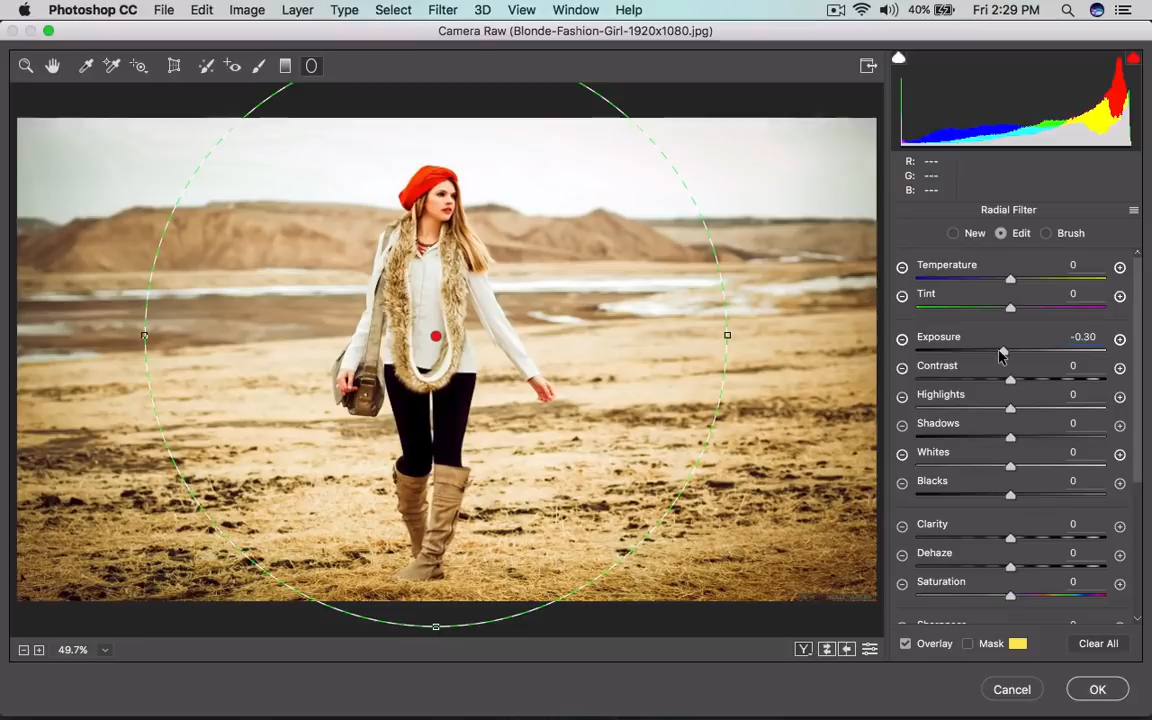 Photoshop CC File Edit Image Layer Type Select Filter 3D View Window Help 40% Fri 2:29 PM
Camera Raw (Blonde-Fashion-Girl-1920x1080.jpg)
R: ---
G: ---
B: ---
Radial Filter
New Edit Brush
Temperature 0
Tint 0
Exposure -0.30
Contrast 0
Highlights 0
Shadows 0
Whites 0
Blacks 0
Clarity 0
Dehaze 0
Saturation 0
49.7% Y Overlay Mask Clear All
Cancel OK